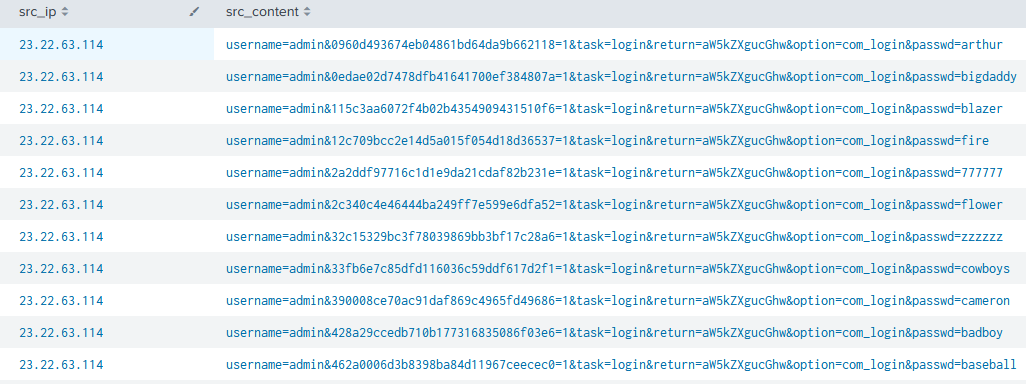 src_ip src_content
23.22.63.114 username=admin&0960d493674eb04861bd64da9b662118=1&task=login&return=aW5kZXgucGhw&option=com_login&passwd=arthur
23.22.63.114 username=admin&0edae02d7478dfb41641700ef384807a=1&task=login&return=aW5kZXgucGhw&option=com_login&passwd=bigdaddy
23.22.63.114 username=admin&115c3aa6072f4b02b4354909431510f6=1&task=login&return=aW5kZXgucGhw&option=com_login&passwd=blazer
23.22.63.114 username=admin&12c709bcc2e14d5a015f054d18d36537=1&task=login&return=aW5kZXgucGhw&option=com_login&passwd=fire
23.22.63.114 username=admin&2a2ddf97716c1d1e9da21cdaf82b231e=1&task=login&return=aW5kZXgucGhw&option=com_login&passwd=777777
23.22.63.114 username=admin&2c340c4e46444ba249ff7e599e6dfa52=1&task=login&return=aW5kZXgucGhw&option=com_login&passwd=flower
23.22.63.114 username=admin&32c15329bc3f78039869bb3bf17c28a6=1&task=login&return=aW5kZXgucGhw&option=com_login&passwd=zzzzzz
23.22.63.114 username=admin&33fb6e7c85dfd116036c59ddf617d2f1=1&task=login&return=aW5kZXgucGhw&option=com_login&passwd=cowboys
23.22.63.114 username=admin&390008ce70ac91daf869c4965fd49686=1&task=login&return=aW5kZXgucGhw&option=com_login&passwd=cameron
23.22.63.114 username=admin&428a29ccedb710b177316835086f03e6=1&task=login&return=aW5kZXgucGhw&option=com_login&passwd=badboy
23.22.63.114 username=admin&462a0006d3b8398ba84d11967ceecec0=1&task=login&return=aW5kZXgucGhw&option=com_login&passwd=baseball